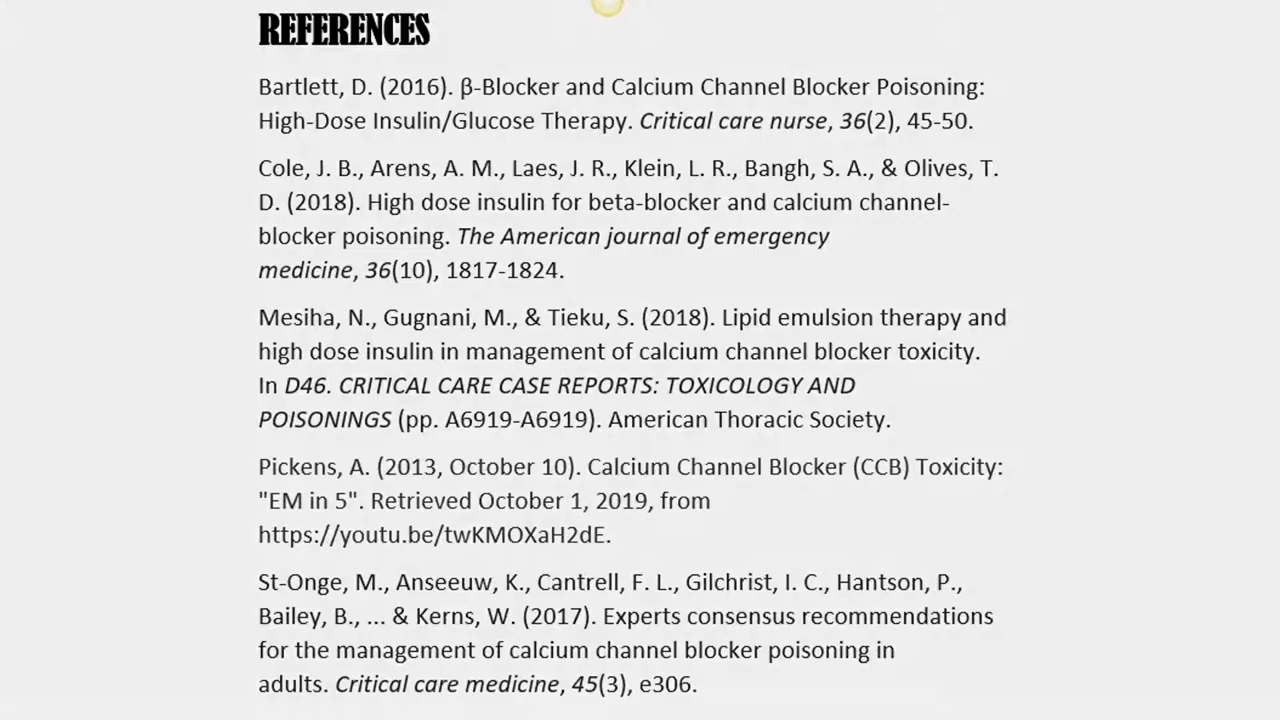 REFERENCES
Bartlett, D. (2016). β-Blocker and Calcium Channel Blocker Poisoning:
High-Dose Insulin/Glucose Therapy. Critical care nurse, 36(2), 45-50.
Cole, J. B., Arens, A. M., Laes, J. R., Klein, L. R., Bangh, S. A., & Olives, T.
D. (2018). High dose insulin for beta-blocker and calcium channel-
blocker poisoning. The American journal of emergency
medicine, 36(10), 1817-1824.
Mesiha, N., Gugnani, M., & Tieku, S. (2018). Lipid emulsion therapy and
high dose insulin in management of calcium channel blocker toxicity.
In D46. CRITICAL CARE CASE REPORTS: TOXICOLOGY AND
POISONINGS (pp. A6919-A6919). American Thoracic Society.
Pickens, A. (2013, October 10). Calcium Channel Blocker (CCB) Toxicity:
"EM in 5". Retrieved October 1, 2019, from
https://youtu.be/twKMOXaH2dE.
St-Onge, M., Anseeuw, K., Cantrell, F. L., Gilchrist, I. C., Hantson, P.,
Bailey, B., ... & Kerns, W. (2017). Experts consensus recommendations
for the management of calcium channel blocker poisoning in
adults. Critical care medicine, 45(3), e306.